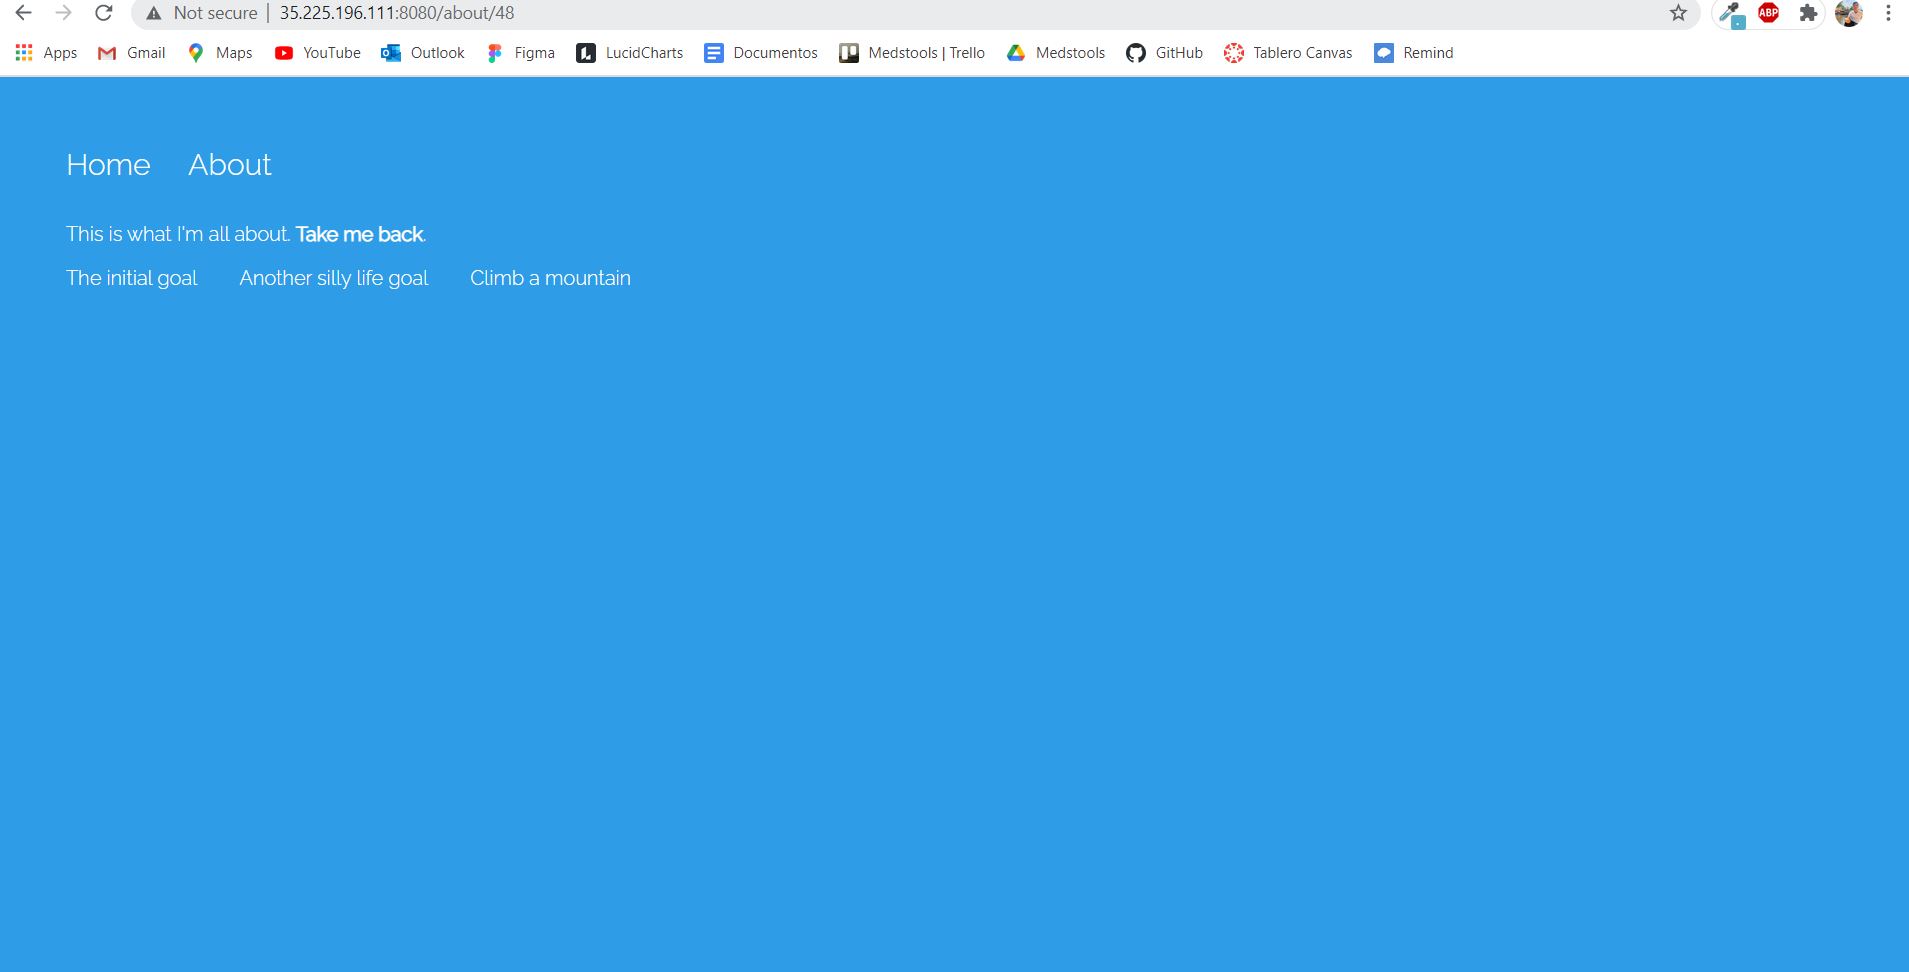 Not secure | 35.225.196.111:8080/about/48
ABP
Apps Gmail Maps YouTube Outlook Figma LucidCharts Documentos Medstools | Trello Medstools GitHub Tablero Canvas Remind
Home About
This is what I'm all about. Take me back.
The initial goal Another silly life goal Climb a mountain